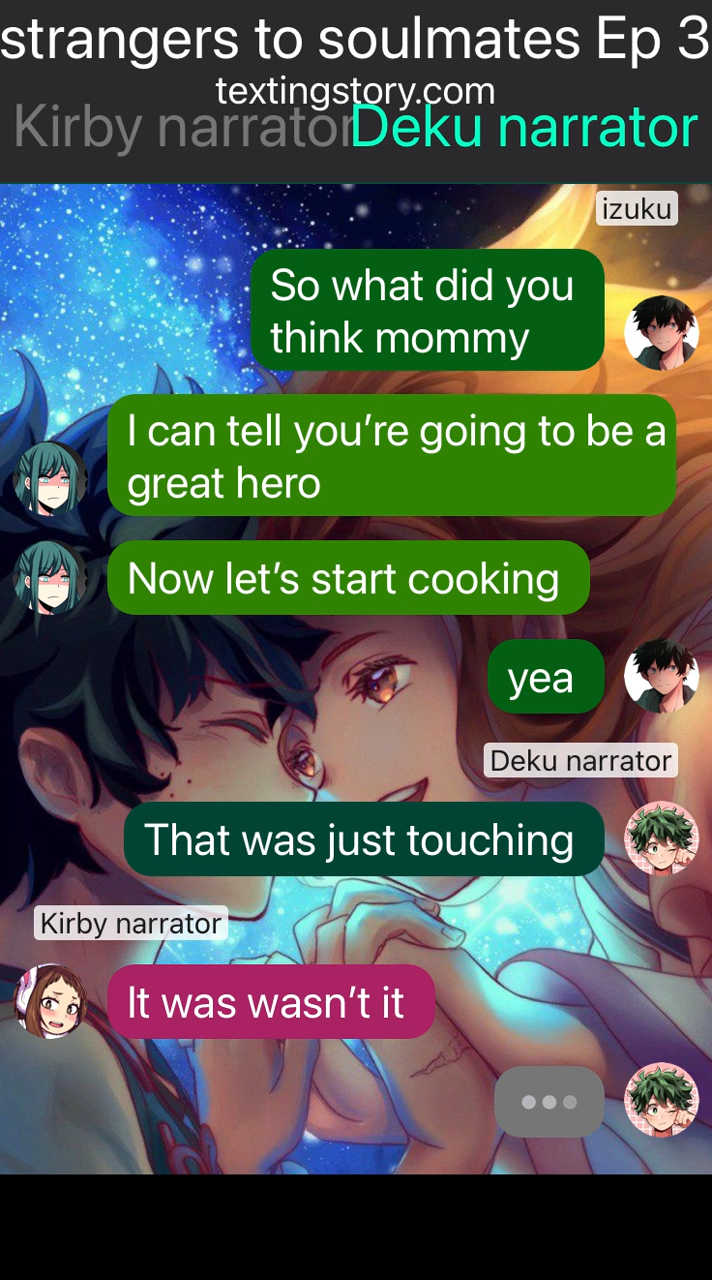 strangers to soulmates Ep 3
textingstory.com
Kirby narrator Deku narrator
izuku
So what did you
think mommy
I can tell you’re going to be a
great hero
Now let’s start cooking
yea
Deku narrator
That was just touching
Kirby narrator
It was wasn’t it